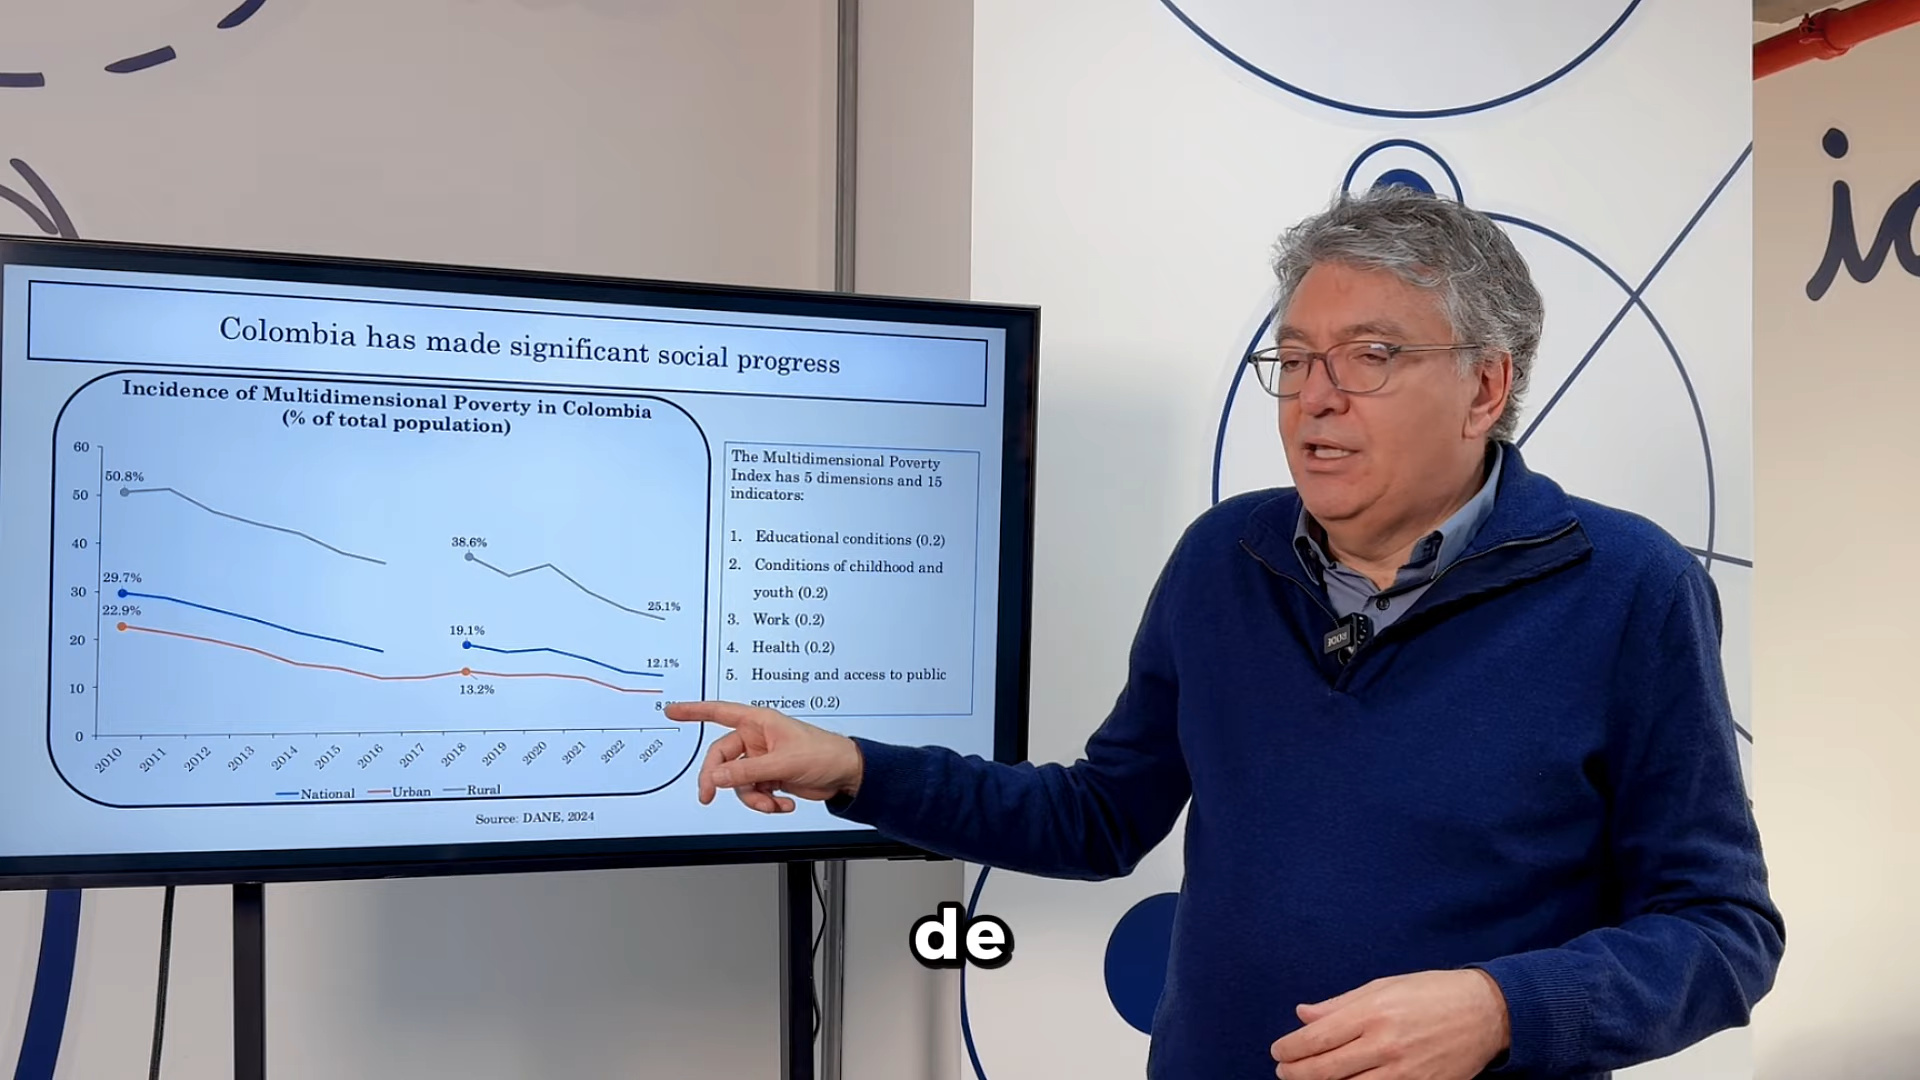 Colombia has made significant social progress
Incidence of Multidimensional Poverty in Colombia
(% of total population)
60
50
40
30
20
10
0
50.8%
29.7%
22.9%
38.6%
19.1%
13.2%
25.1%
12.1%
2010
2011
2012
2013
2014
2015
2016
2017
2018
2019
2020
2021
2022
2023
National
Urban
Rural
Source: DANE, 2024
The Multidimensional Poverty
Index has 5 dimensions and 15
indicators:
1. Educational conditions (0.2)
2. Conditions of childhood and
youth (0.2)
3. Work (0.2)
4. Health (0.2)
5. Housing and access to public
services (0.2)
RØDE
de